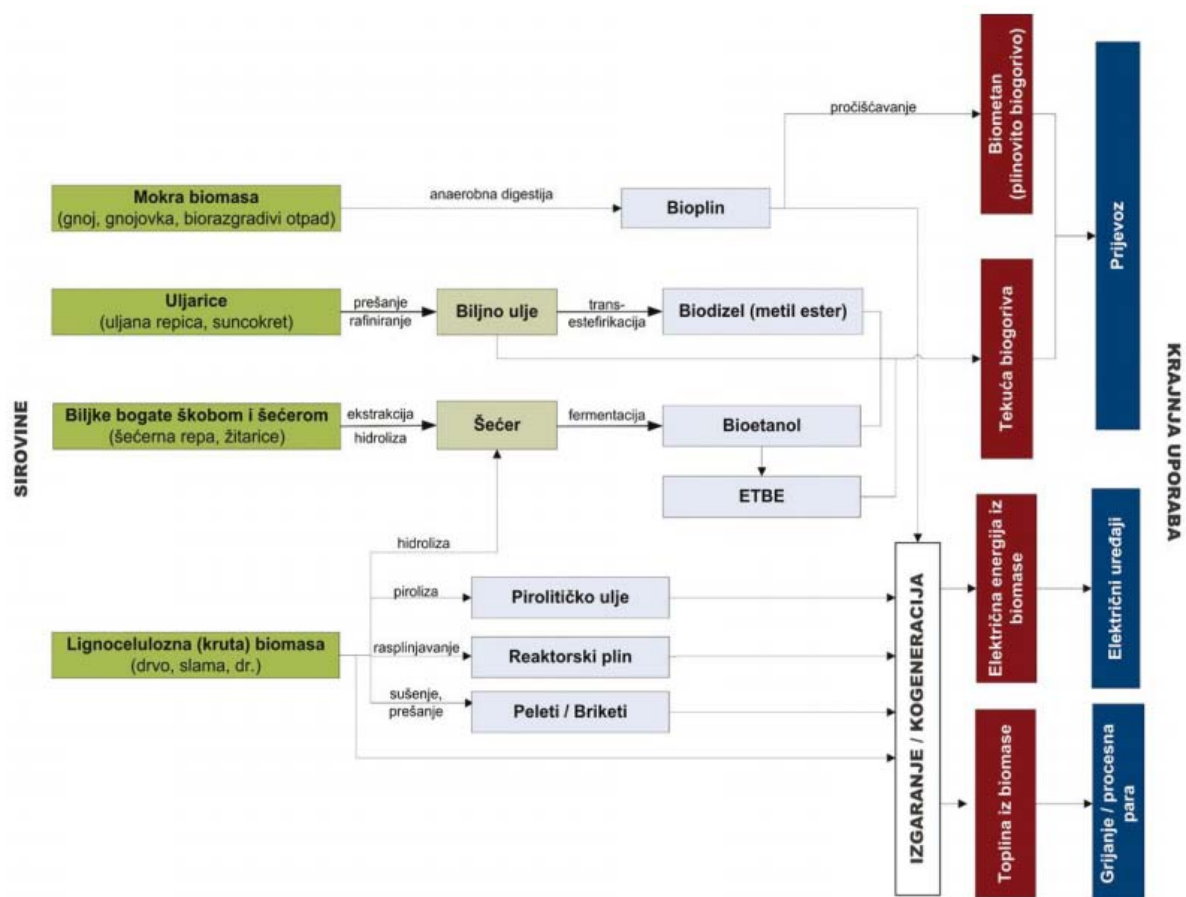 SIROVINE
Mokra biomasa
(gnoj, gnojovka, biorazgradivi otpad)
anaerobna digestija
Bioplin
pročišćavanje
Biometan
(plinovito biogorivo)
Prijevoz
Uljarice
(uljana repica, suncokret)
prešanje
rafiniranje
Biljno ulje
trans-
estefirikacija
Biodizel (metil ester)
Tekuća biogoriva
Biljke bogate škobom i šećerom
(šećerna repa, žitarice)
ekstrakcija
hidroliza
Šećer
fermentacija
Bioetanol
ETBE
Lignocelulozna (kruta) biomasa
(drvo, slama, dr.)
hidroliza
piroliza
Pirolitičko ulje
rasplinjavanje
Reaktorski plin
sušenje,
prešanje
Peleti / Briketi
IZGARANJE / KOGENERACIJA
Električna energija iz
biomase
Električni uređaji
Toplina iz biomase
Grijanje / procesna
para
KRAJNJA UPORABA